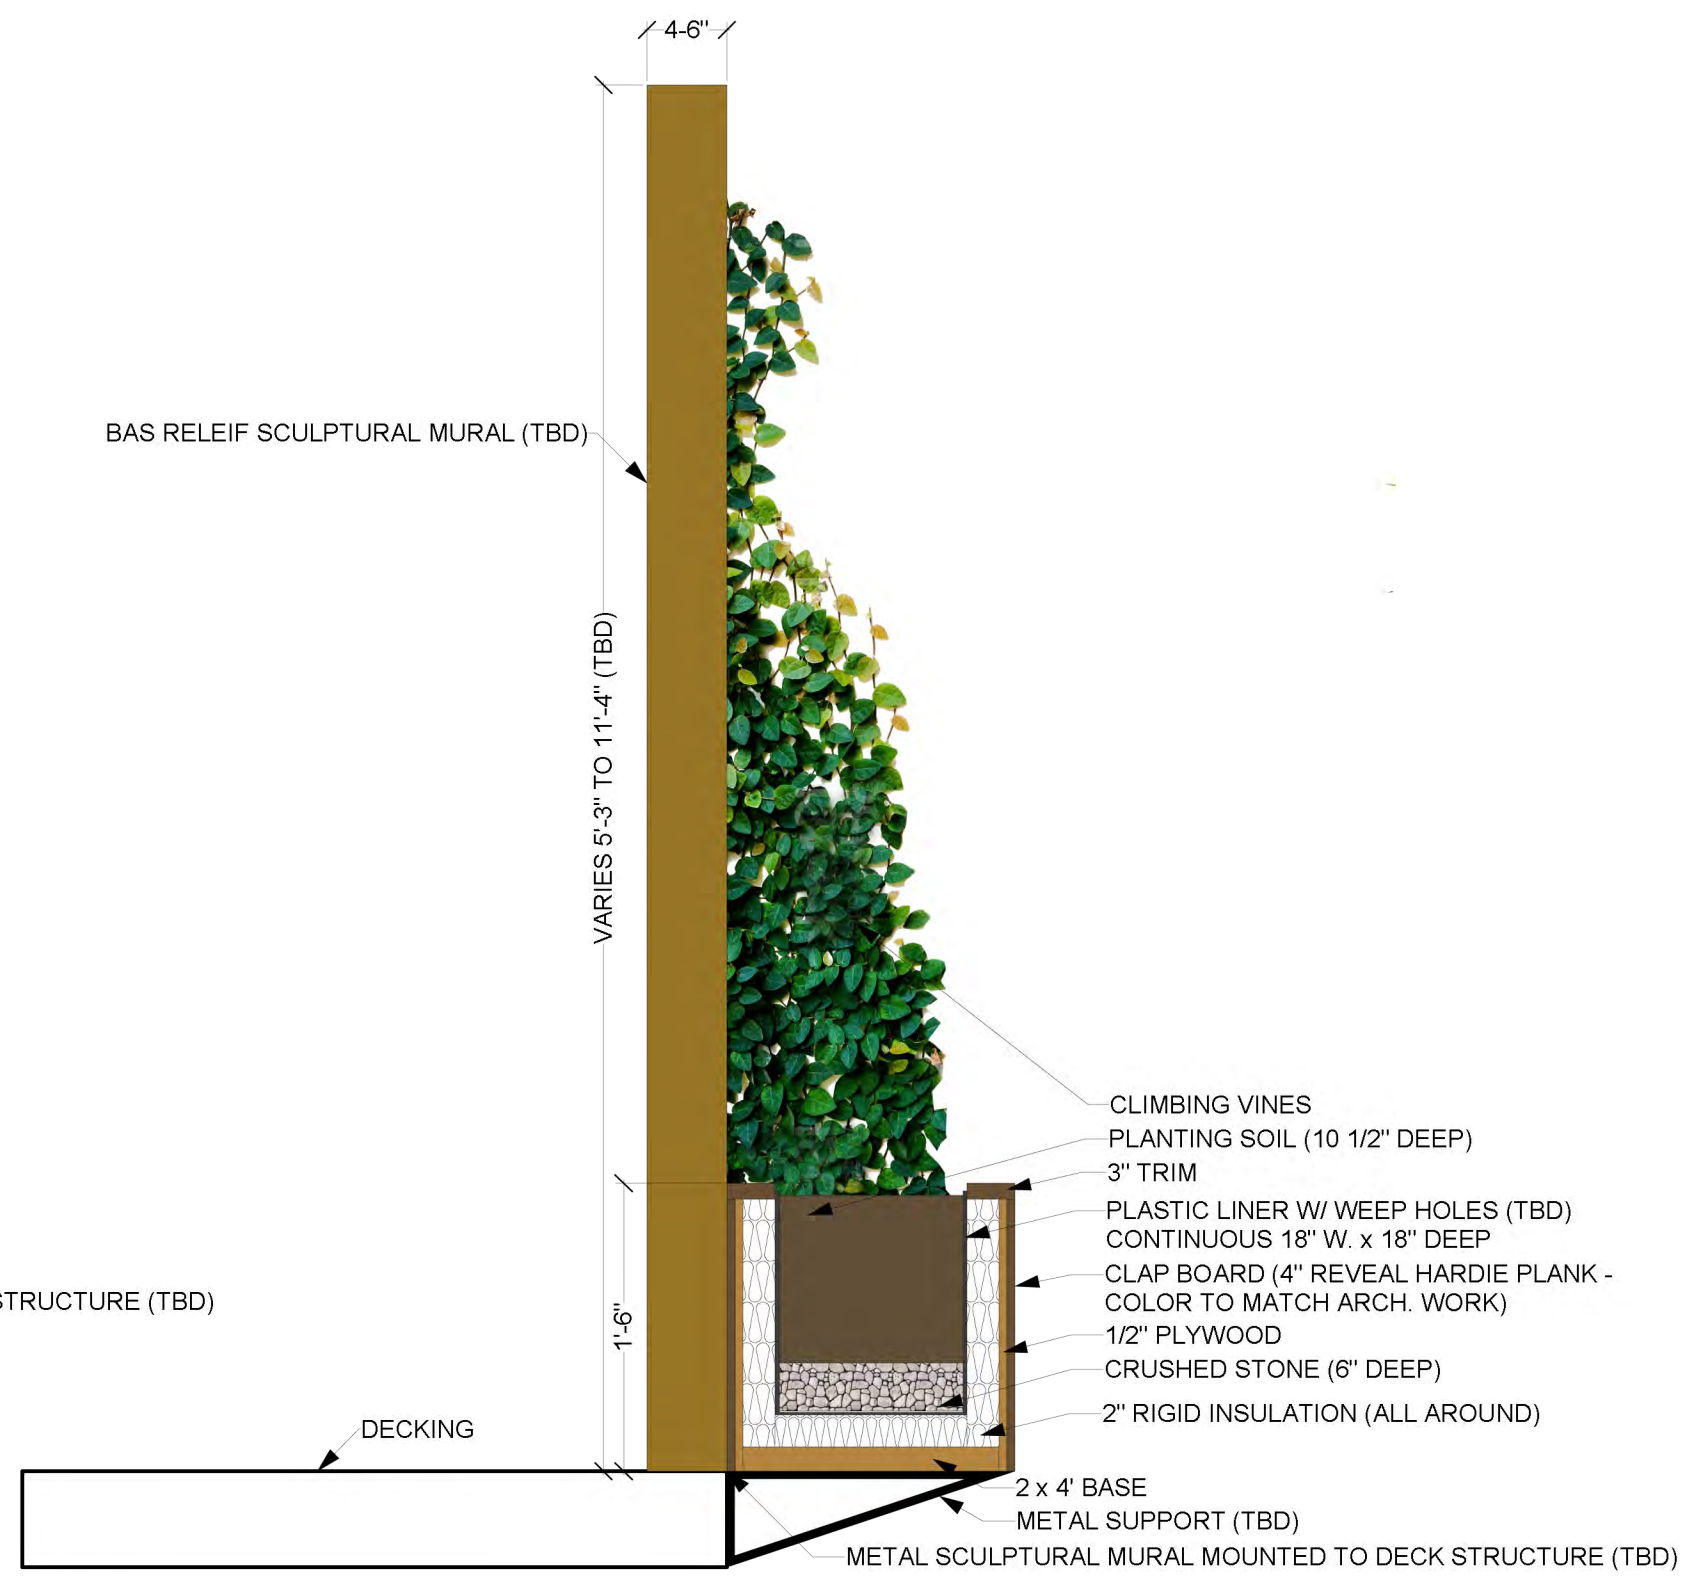 4-6"
BAS RELEIF SCULPTURAL MURAL (TBD)
VARIES 5'-3" TO 11'-4" (TBD)
CLIMBING VINES
PLANTING SOIL (10 1/2" DEEP)
3" TRIM
PLASTIC LINER W/ WEEP HOLES (TBD)
CONTINUOUS 18" W. x 18" DEEP
CLAP BOARD (4" REVEAL HARDIE PLANK -
COLOR TO MATCH ARCH. WORK)
STRUCTURE (TBD)
1'-6"
1/2" PLYWOOD
CRUSHED STONE (6" DEEP)
2" RIGID INSULATION (ALL AROUND)
DECKING
2 x 4' BASE
METAL SUPPORT (TBD)
METAL SCULPTURAL MURAL MOUNTED TO DECK STRUCTURE (TBD)